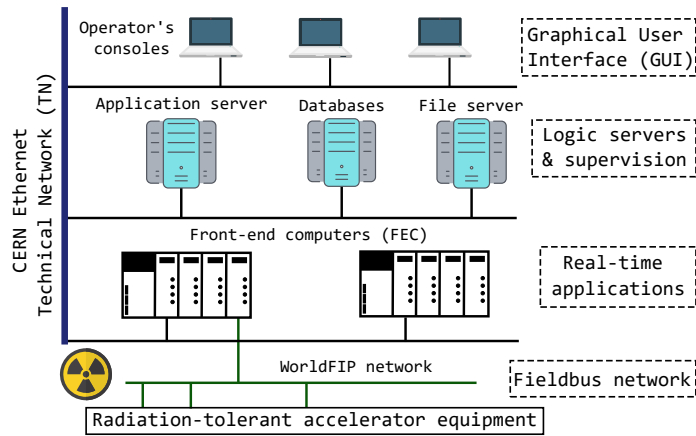 Operator's
consoles
Graphical User
Interface (GUI)
CERN Ethernet
Technical Network (TN)
Application server
Databases
File server
Logic servers
& supervision
Front-end computers (FEC)
Real-time
applications
WorldFIP network
Fieldbus network
Radiation-tolerant accelerator equipment